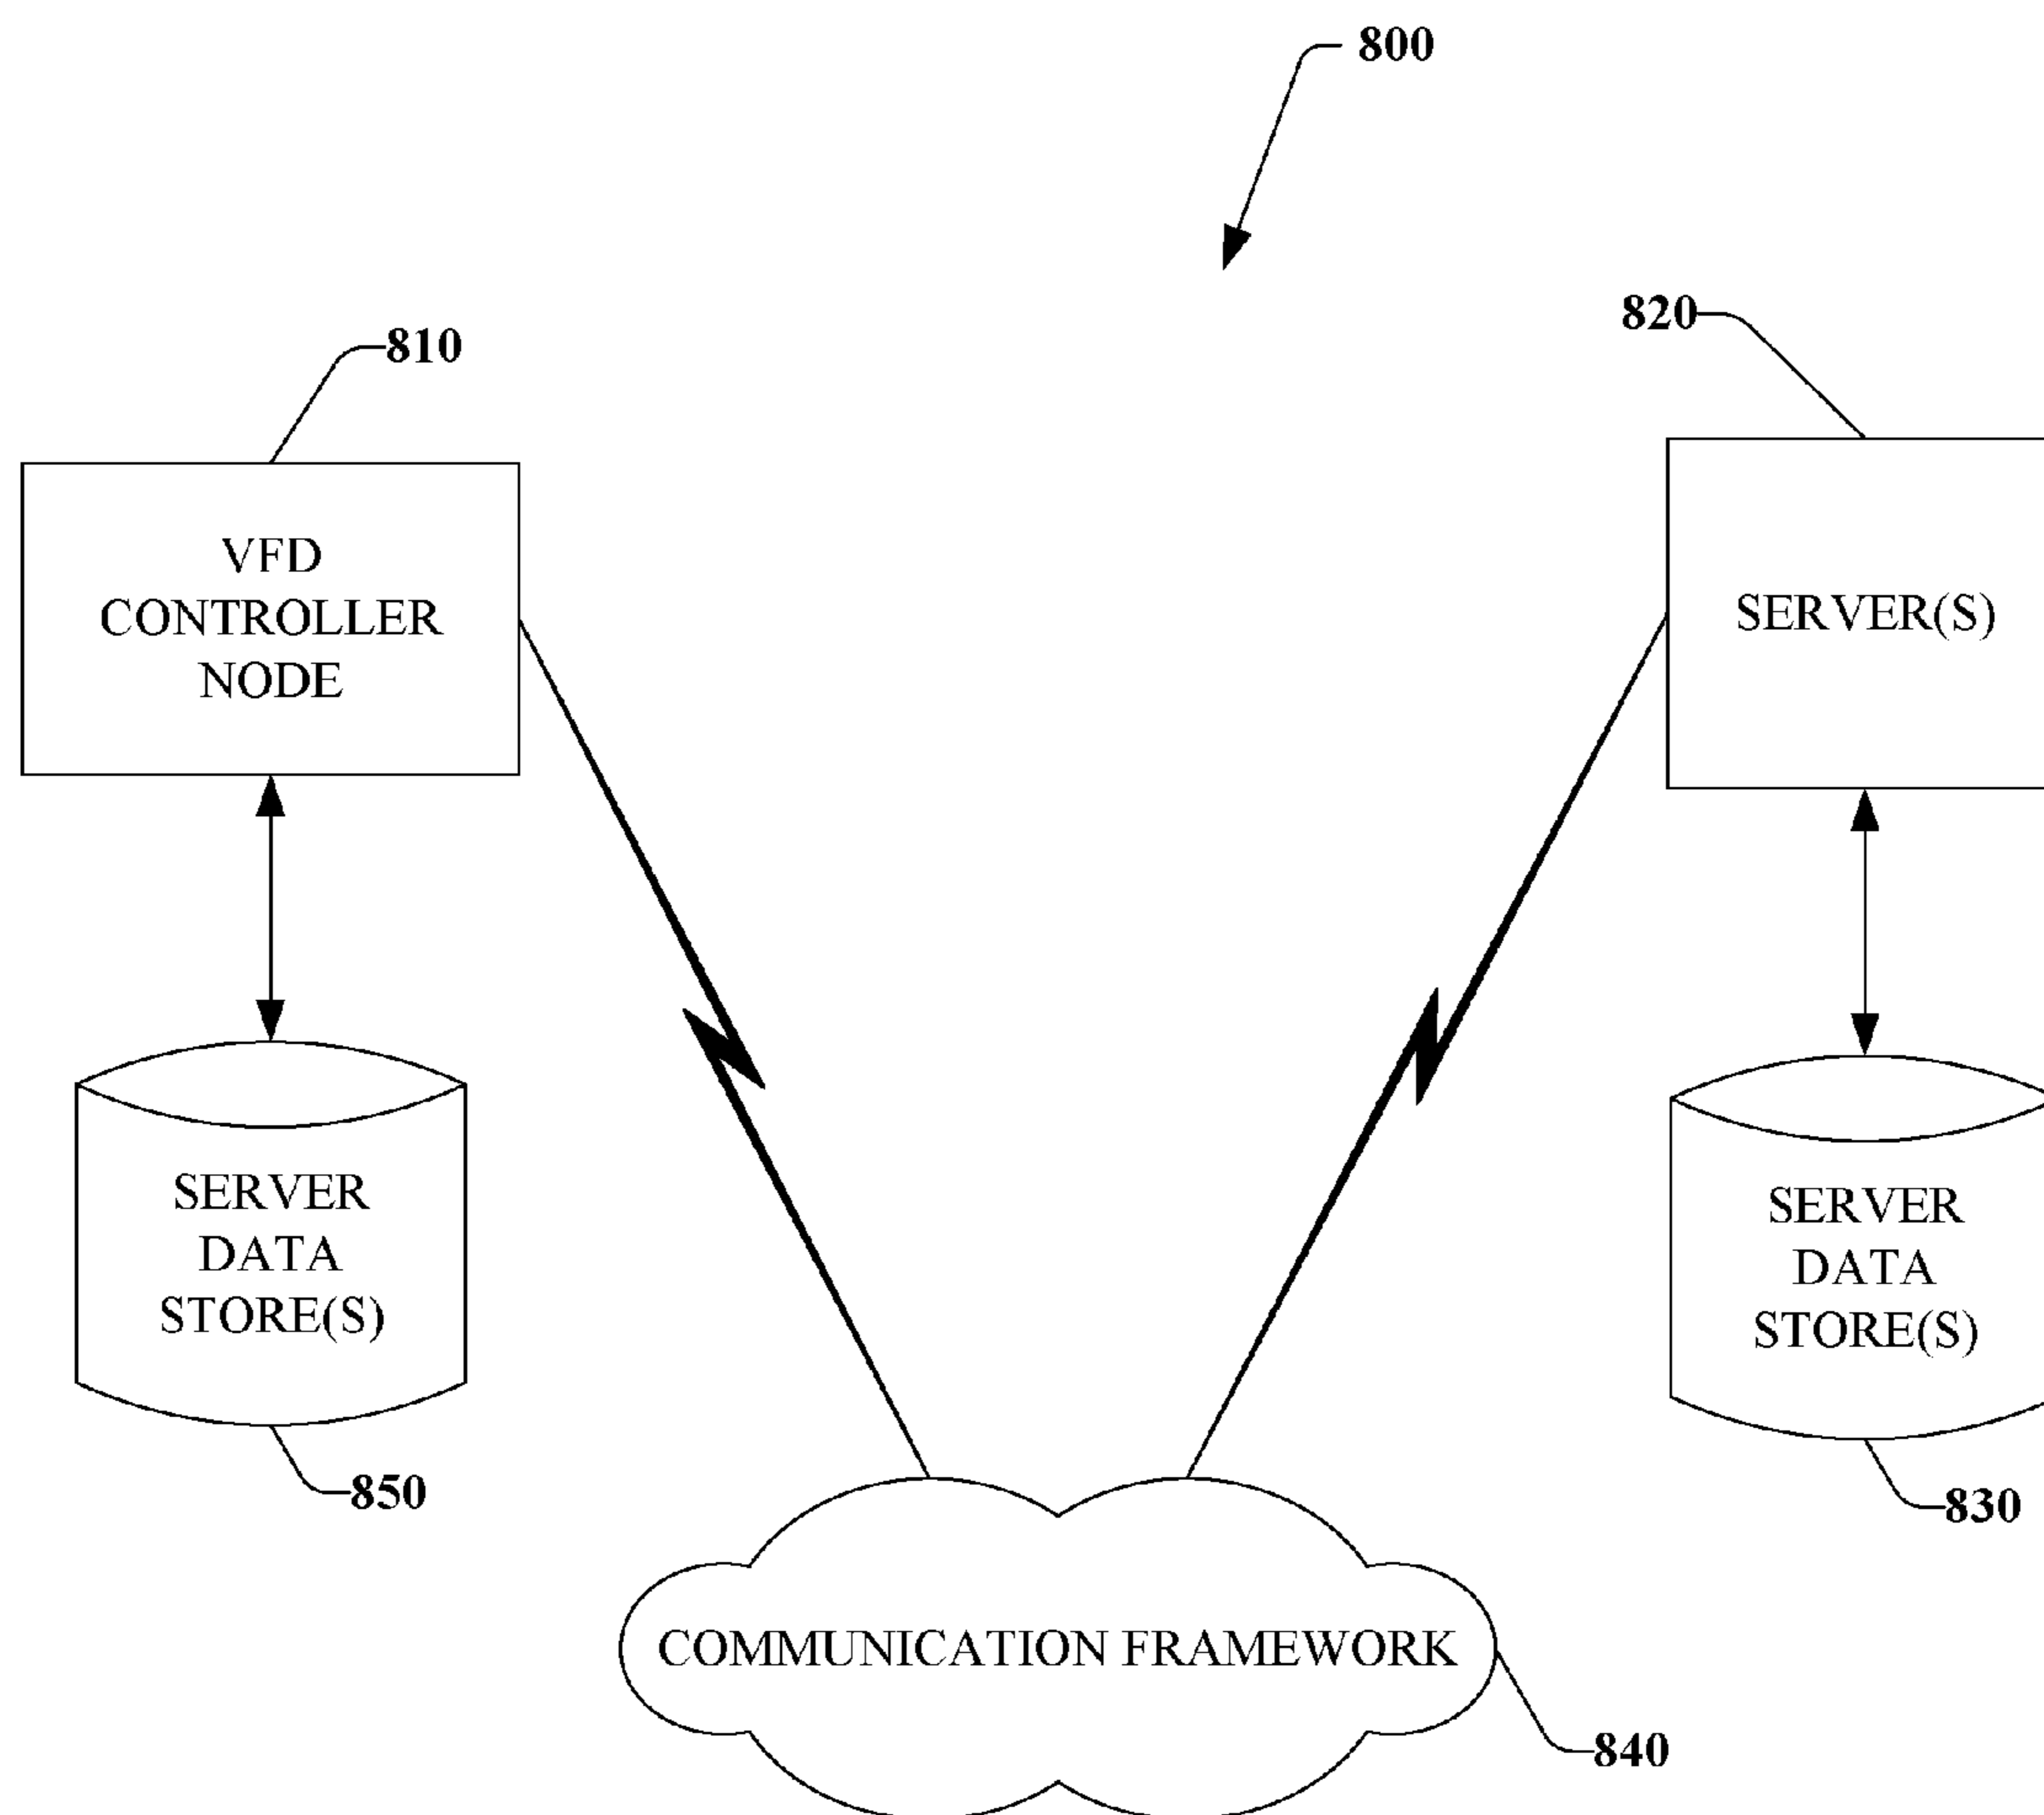 800
820
810
VFD
CONTROLLER
NODE
SERVER(S)
SERVER
DATA
STORE(S)
SERVER
DATA
STORE(S)
850
830
COMMUNICATION FRAMEWORK
840